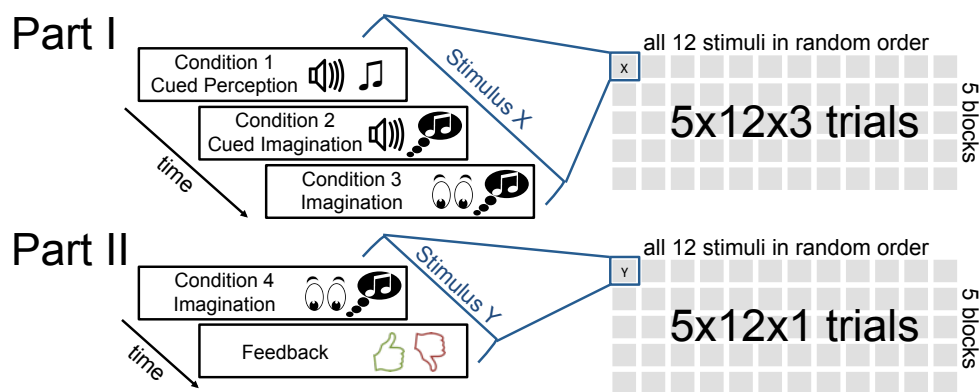 Part I
Condition 1
Cued Perception
Condition 2
Cued Imagination
Condition 3
Imagination
time
Stimulus X
all 12 stimuli in random order
X
5x12x3 trials
5 blocks
Part II
Condition 4
Imagination
Feedback
time
Stimulus Y
all 12 stimuli in random order
Y
5x12x1 trials
5 blocks